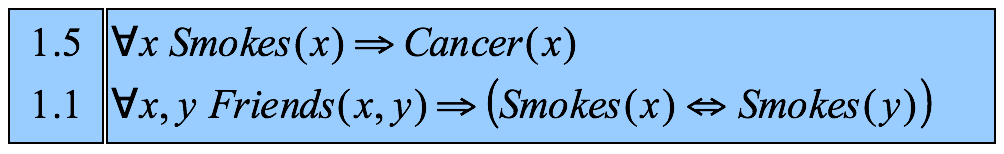 1.5 ∀x Smokes(x) ⇒ Cancer(x)
1.1 ∀x, y Friends(x, y) ⇒ (Smokes(x) ⇔ Smokes(y))